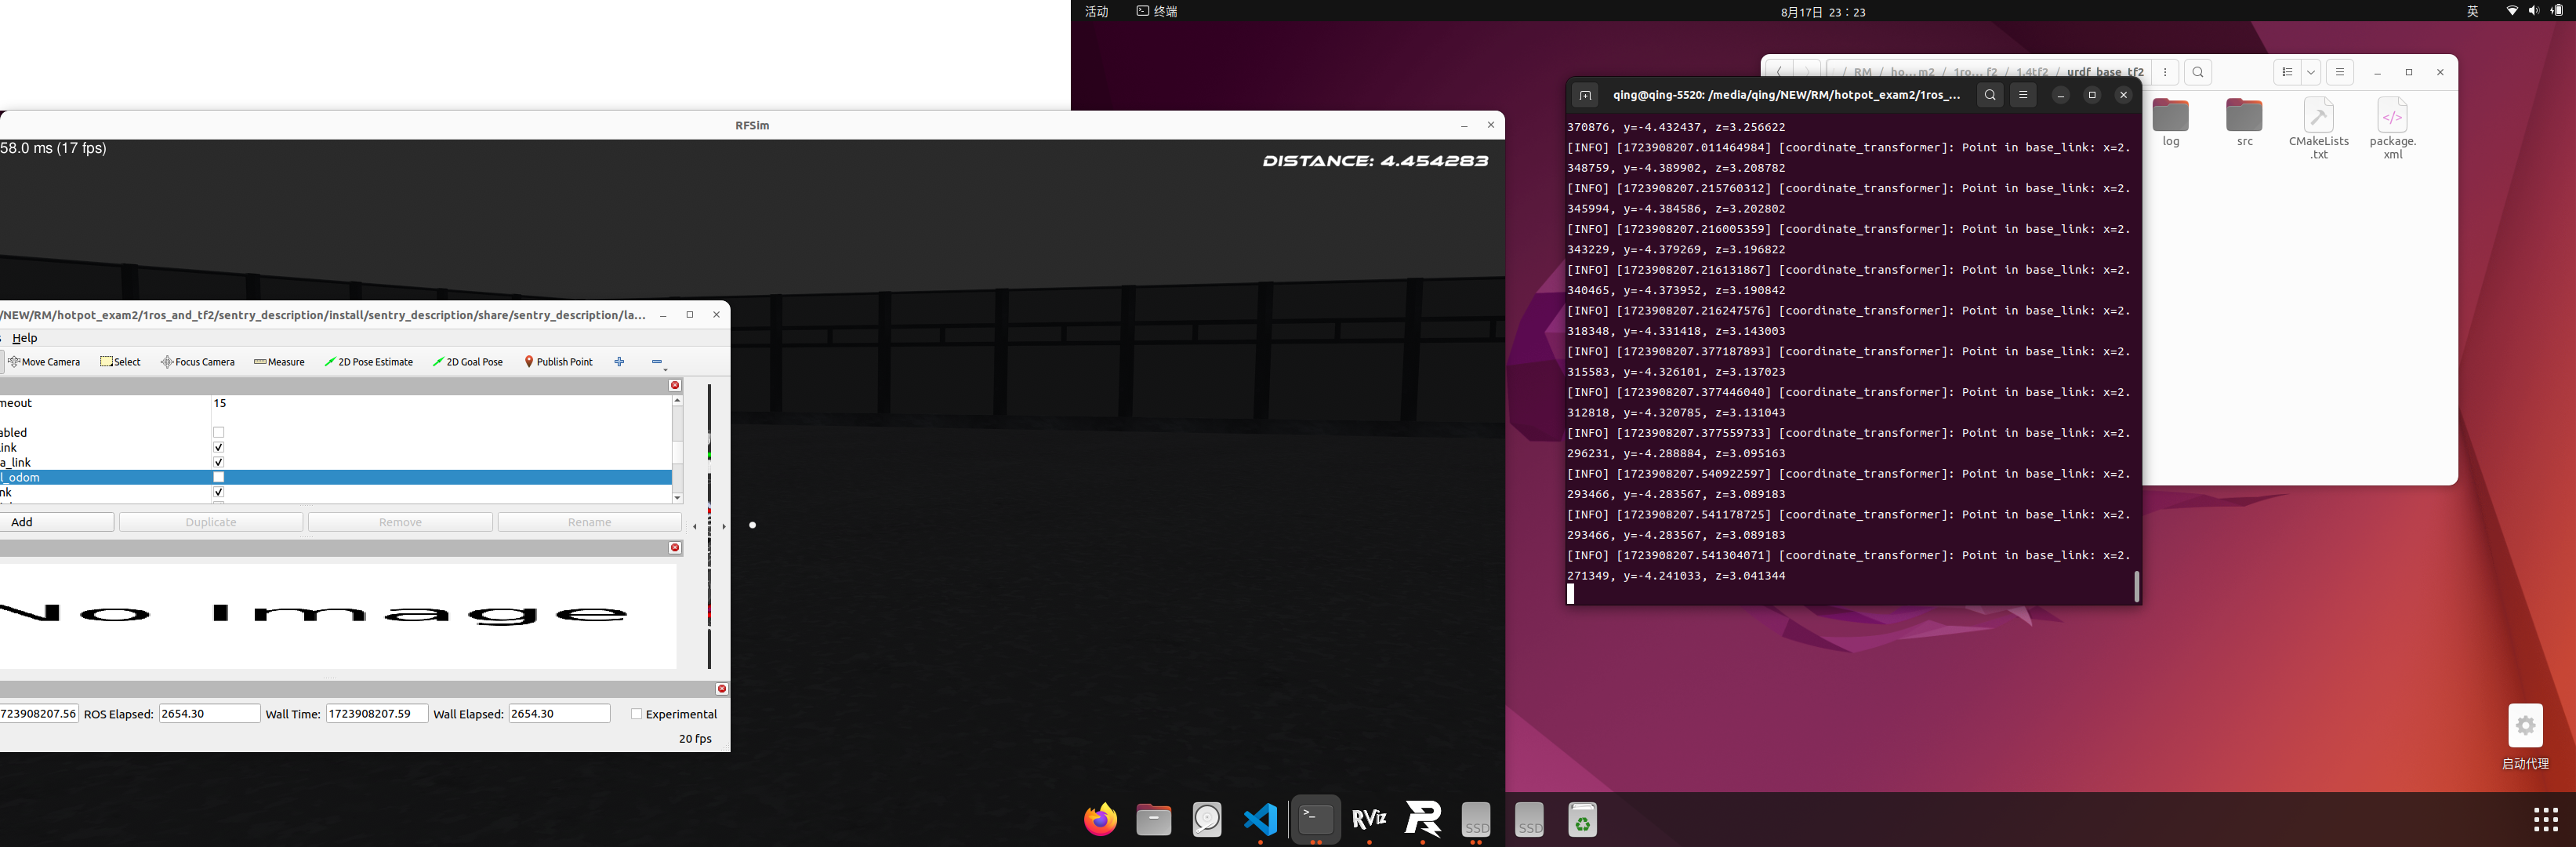 活动
终端
8月17日 23：23
英
RFSim
58.0 ms (17 fps)
DISTANCE: 4.454283
/NEW/RM/hotpot_exam2/1ros_and_tf2/sentry_description/install/sentry_description/share/sentry_description/la...
s Help
Move Camera Select Focus Camera Measure 2D Pose Estimate 2D Goal Pose Publish Point
meout 15
abled
link
a_link
l_odom
nk
Add Duplicate Remove Rename
No Image
723908207.56 ROS Elapsed: 2654.30 Wall Time: 1723908207.59 Wall Elapsed: 2654.30 Experimental
20 fps
/ RM / ho...m2 / 1ro... f2 / 1.4tf2 / urdf_base_tf2
qing@qing-5520: /media/qing/NEW/RM/hotpot_exam2/1ros_...
370876, y=-4.432437, z=3.256622
[INFO] [1723908207.011464984] [coordinate_transformer]: Point in base_link: x=2.
348759, y=-4.389902, z=3.208782
[INFO] [1723908207.215760312] [coordinate_transformer]: Point in base_link: x=2.
345994, y=-4.384586, z=3.202802
[INFO] [1723908207.216005359] [coordinate_transformer]: Point in base_link: x=2.
343229, y=-4.379269, z=3.196822
[INFO] [1723908207.216131867] [coordinate_transformer]: Point in base_link: x=2.
340465, y=-4.373952, z=3.190842
[INFO] [1723908207.216247576] [coordinate_transformer]: Point in base_link: x=2.
318348, y=-4.331418, z=3.143003
[INFO] [1723908207.377187893] [coordinate_transformer]: Point in base_link: x=2.
315583, y=-4.326101, z=3.137023
[INFO] [1723908207.377446040] [coordinate_transformer]: Point in base_link: x=2.
312818, y=-4.320785, z=3.131043
[INFO] [1723908207.377559733] [coordinate_transformer]: Point in base_link: x=2.
296231, y=-4.288884, z=3.095163
[INFO] [1723908207.540922597] [coordinate_transformer]: Point in base_link: x=2.
293466, y=-4.283567, z=3.089183
[INFO] [1723908207.541178725] [coordinate_transformer]: Point in base_link: x=2.
293466, y=-4.283567, z=3.089183
[INFO] [1723908207.541304071] [coordinate_transformer]: Point in base_link: x=2.
271349, y=-4.241033, z=3.041344
log
src
CMakeLists
.txt
package.
xml
启动代理
RViz
SSD
SSD